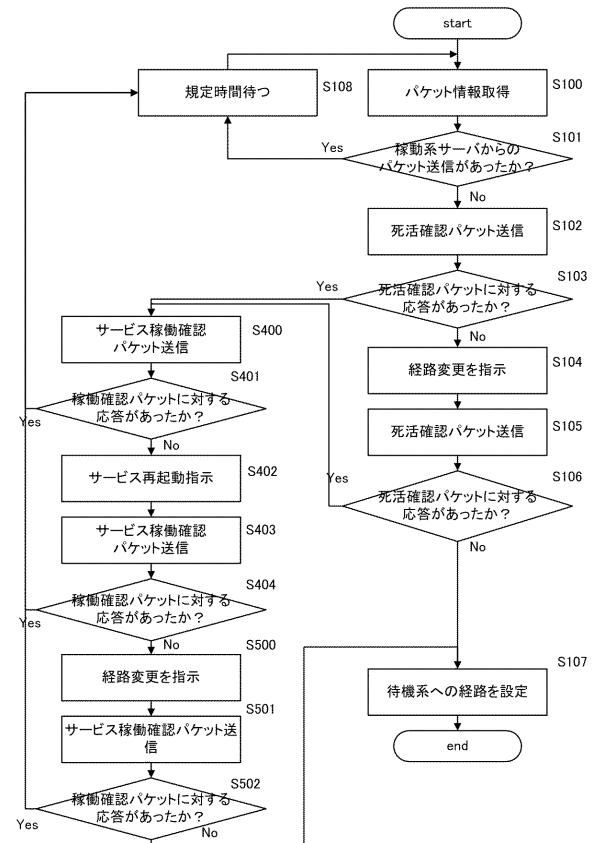 start
規定時間待つ
S108
パケット情報取得
S100
S101
Yes
稼動系サーバからの
パケット送信があったか？
No
死活確認パケット送信
S102
S103
Yes
死活確認パケットに対する
応答があったか？
No
サービス稼働確認
パケット送信
S400
経路変更を指示
S104
S401
稼働確認パケットに対する
応答があったか？
Yes
No
死活確認パケット送信
S105
サービス再起動指示
S402
S106
Yes
死活確認パケットに対する
応答があったか？
No
サービス稼働確認
パケット送信
S403
S404
稼働確認パケットに対する
応答があったか？
Yes
No
S500
経路変更を指示
S107
待機系への経路を設定
S501
サービス稼働確認パケット送
信
end
S502
稼働確認パケットに対する
応答があったか？
Yes
No